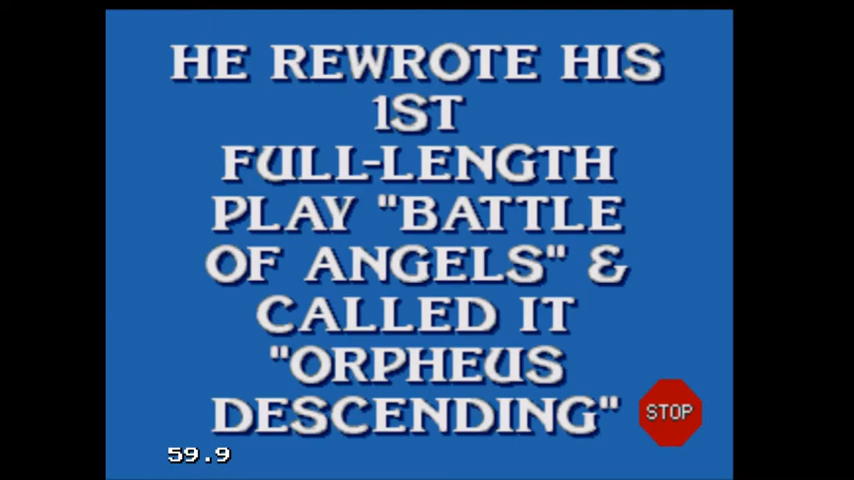 HE REWROTE HIS
1ST
FULL-LENGTH
PLAY "BATTLE
OF ANGELS" &
CALLED IT
"ORPHEUS
DESCENDING"
STOP
59.9